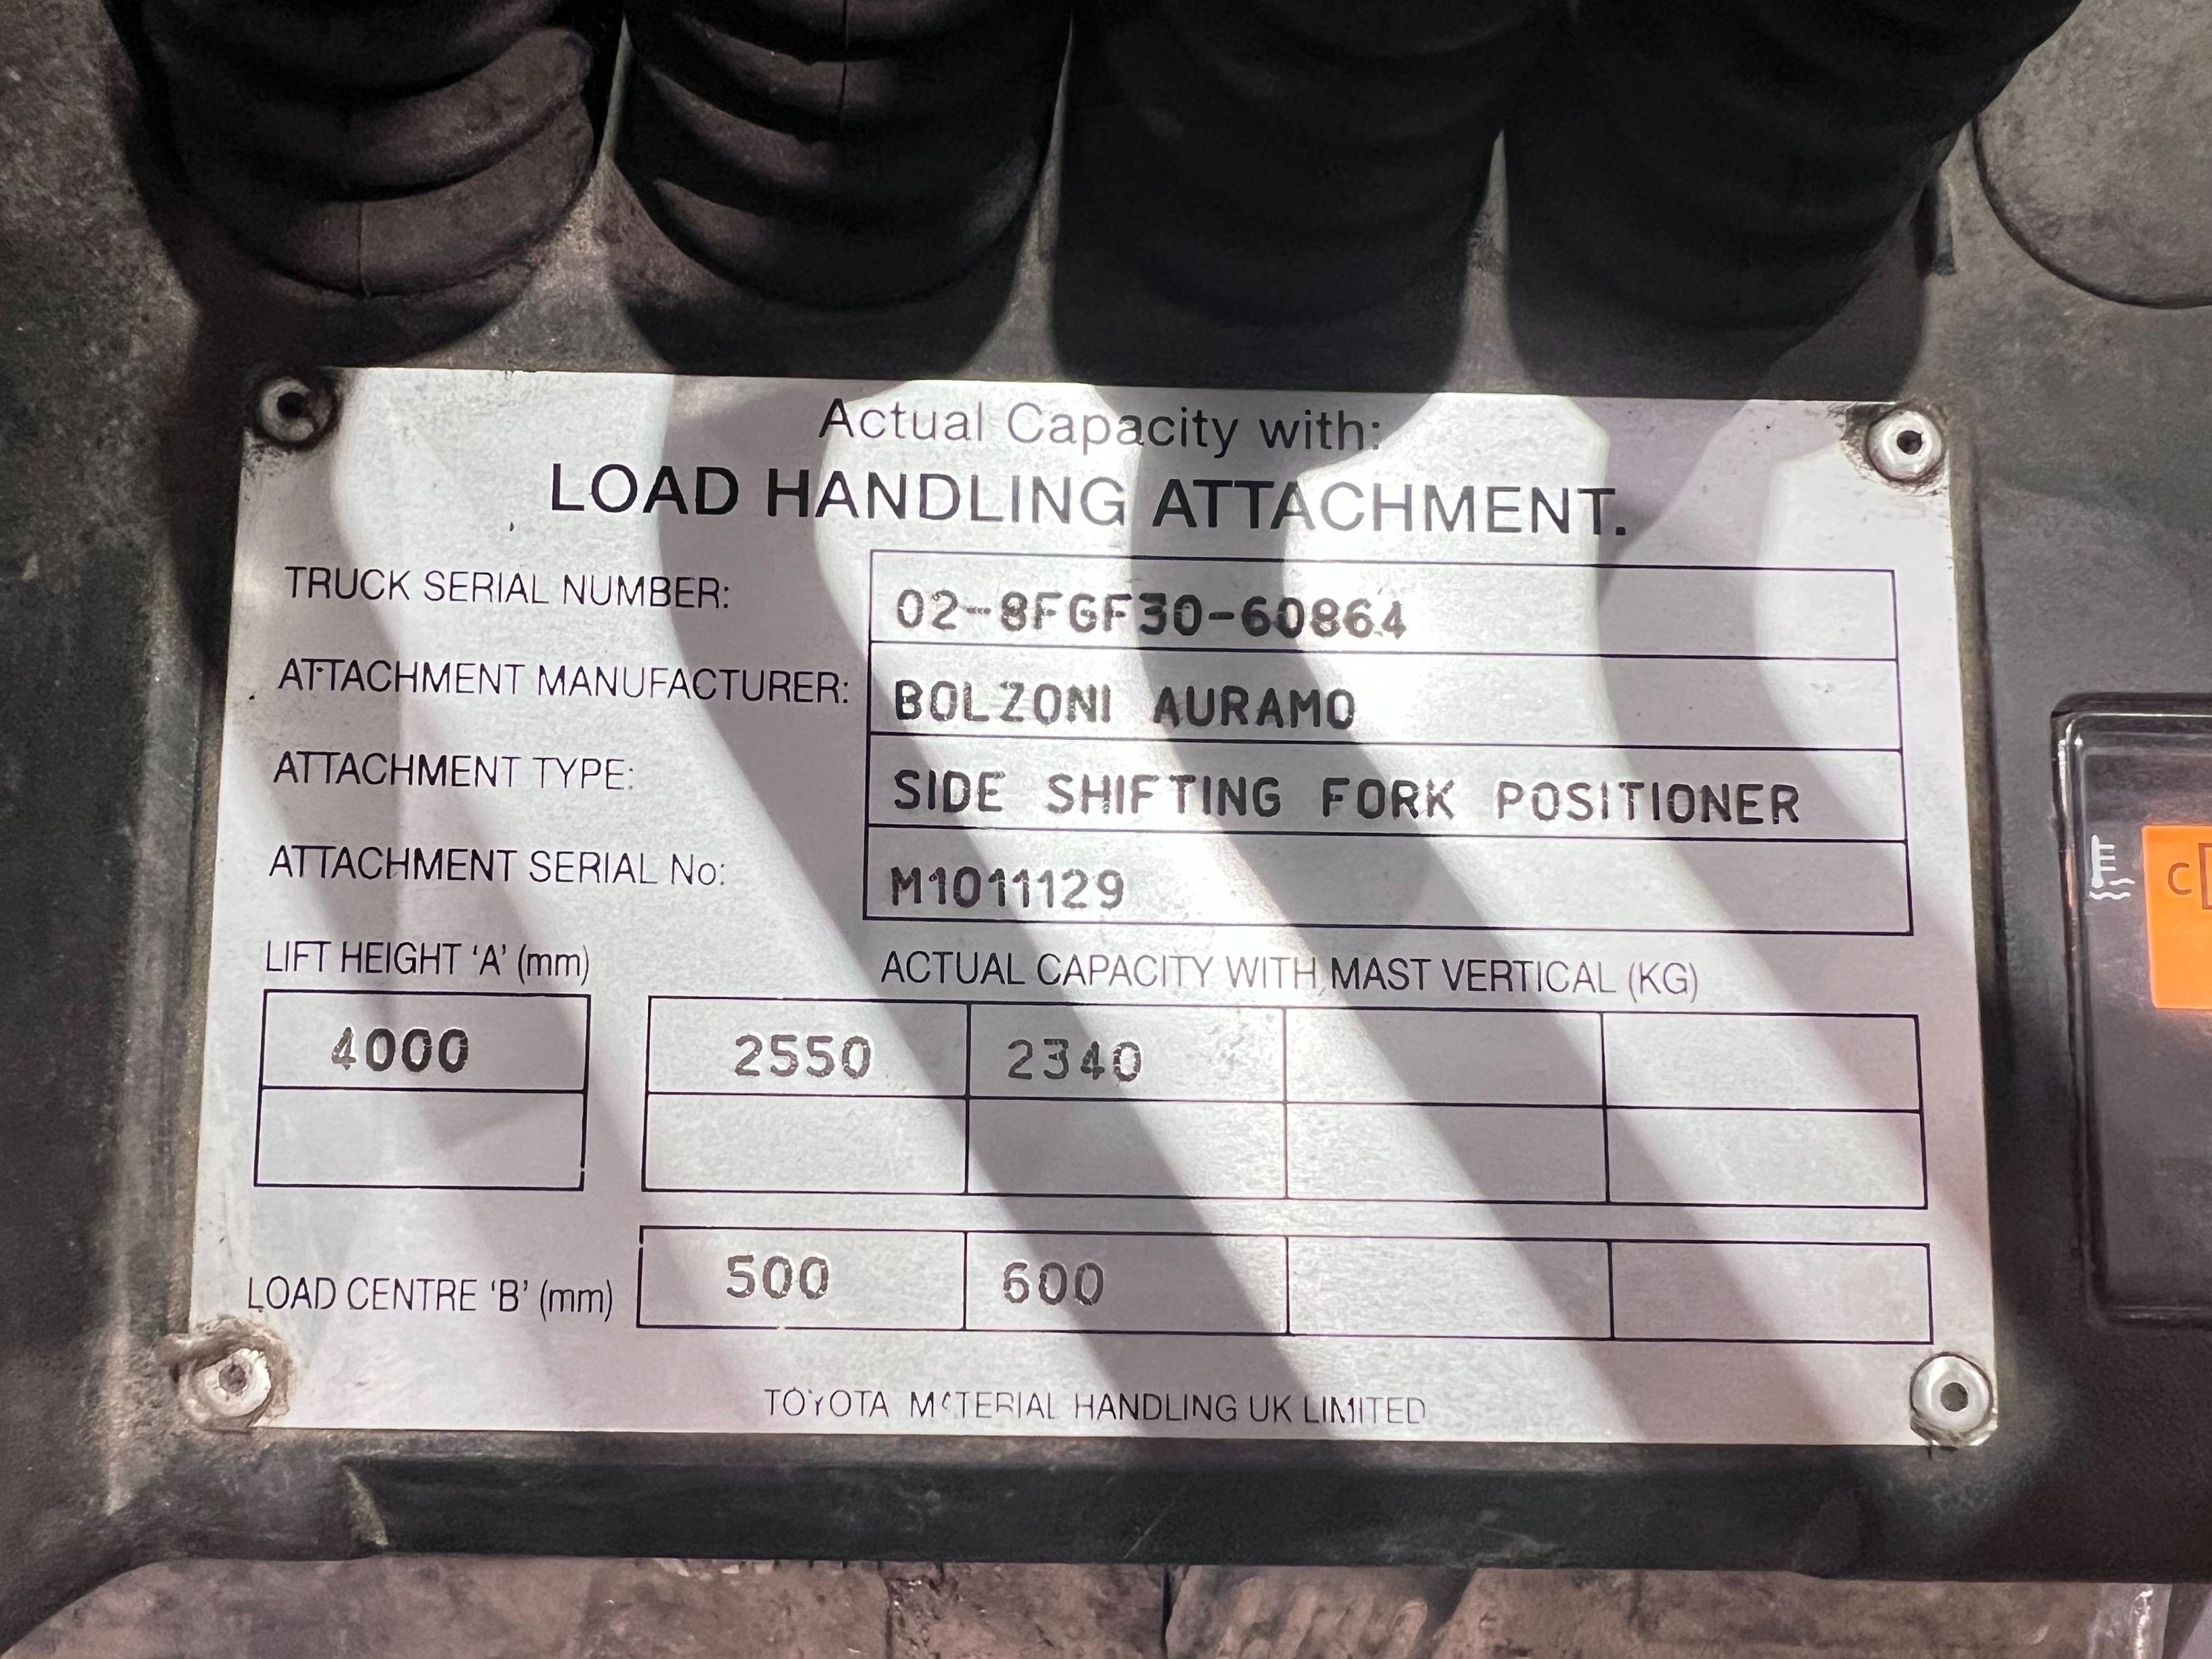 Actual Capacity with:
LOAD HANDLING ATTACHMENT.
TRUCK SERIAL NUMBER: 02-8FGF30-60864
ATTACHMENT MANUFACTURER: BOLZONI AURAMO
ATTACHMENT TYPE: SIDE SHIFTING FORK POSITIONER
ATTACHMENT SERIAL No: M1011129
LIFT HEIGHT 'A' (mm) ACTUAL CAPACITY WITH MAST VERTICAL (KG)
4000 2550 2340
LOAD CENTRE 'B' (mm) 500 600
TOYOTA MATERIAL HANDLING UK LIMITED
C